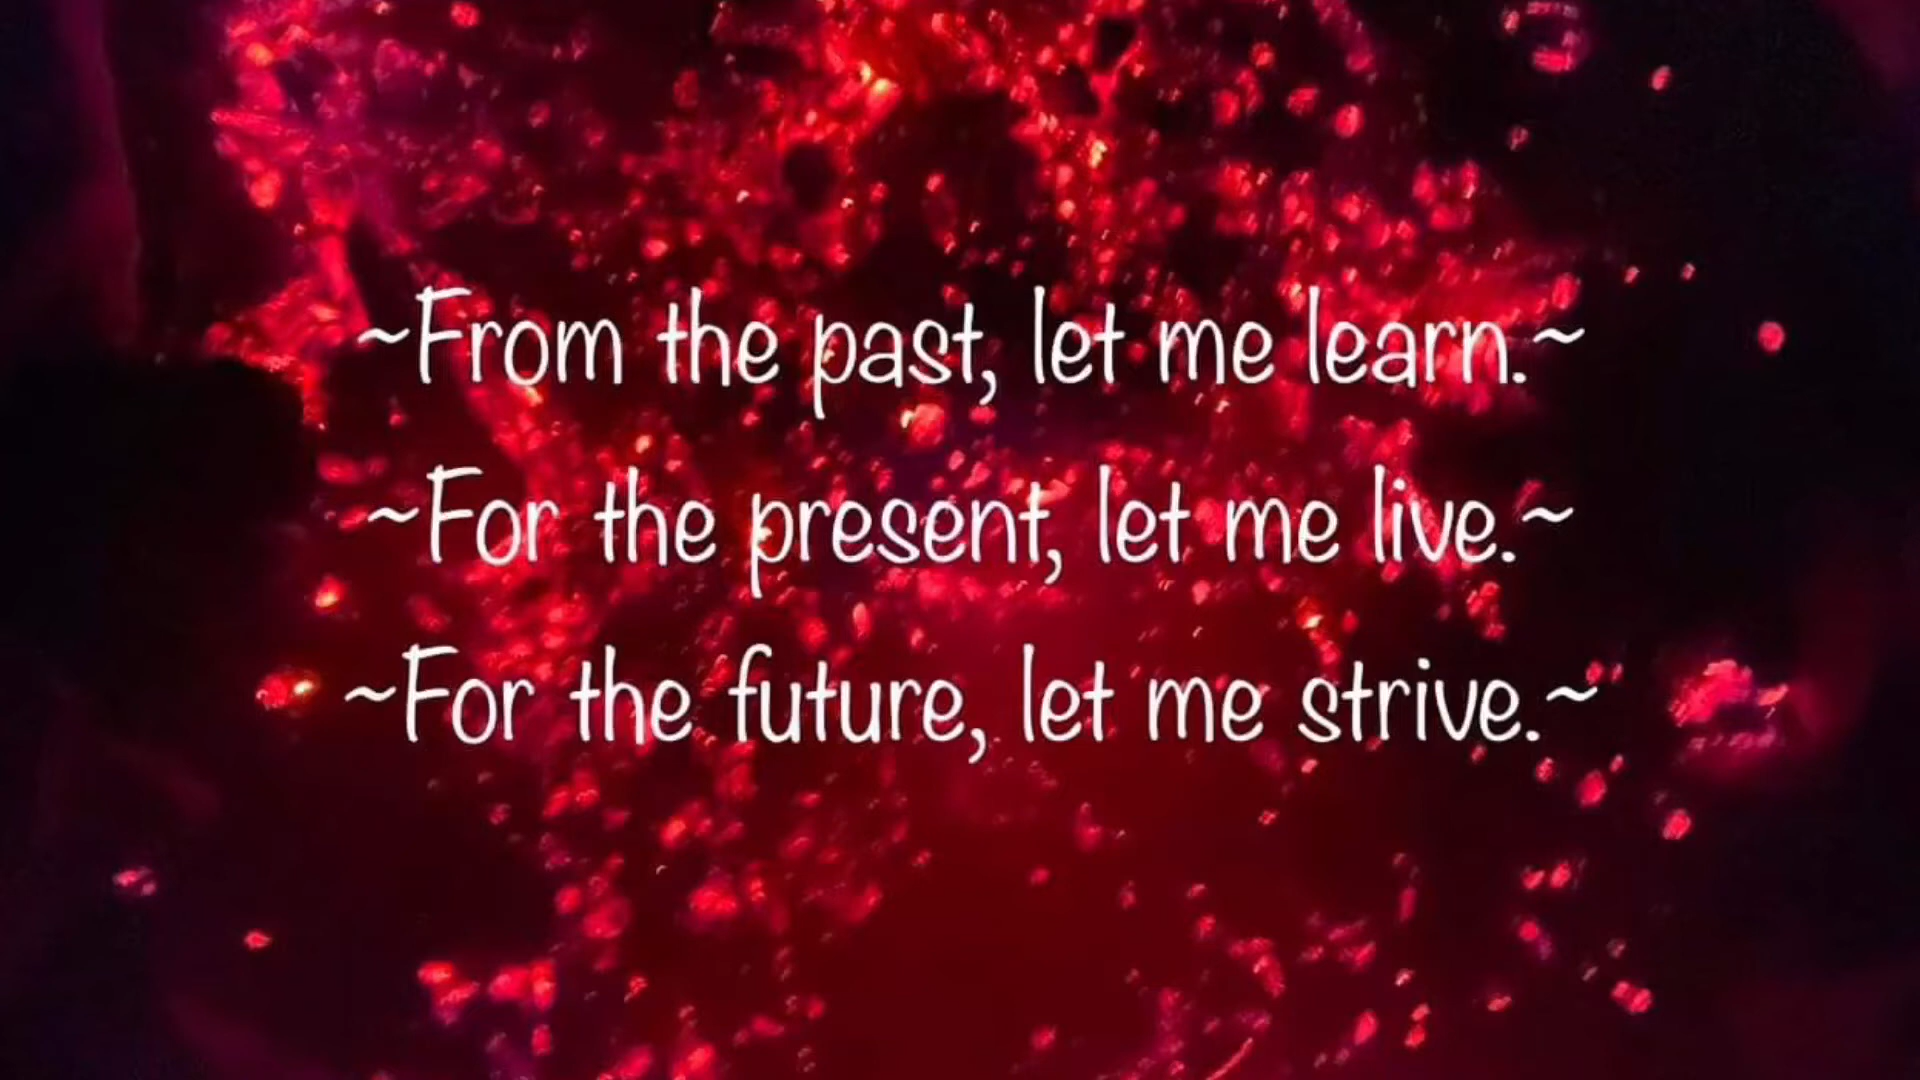 ~From the past, let me learn.~
~For the present, let me live.~
~For the future, let me strive.~